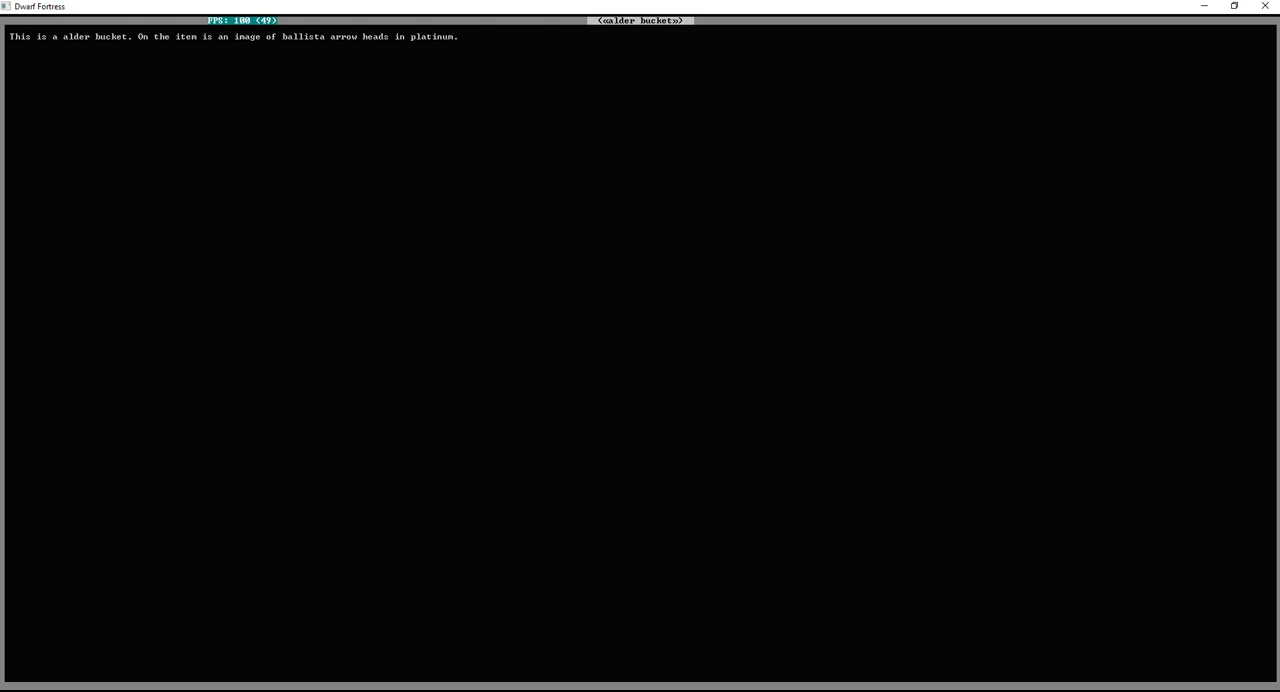 Dwarf Fortress
FPS: 100 (49)
(«alder bucket»)
This is a alder bucket. On the item is an image of ballista arrow heads in platinum.